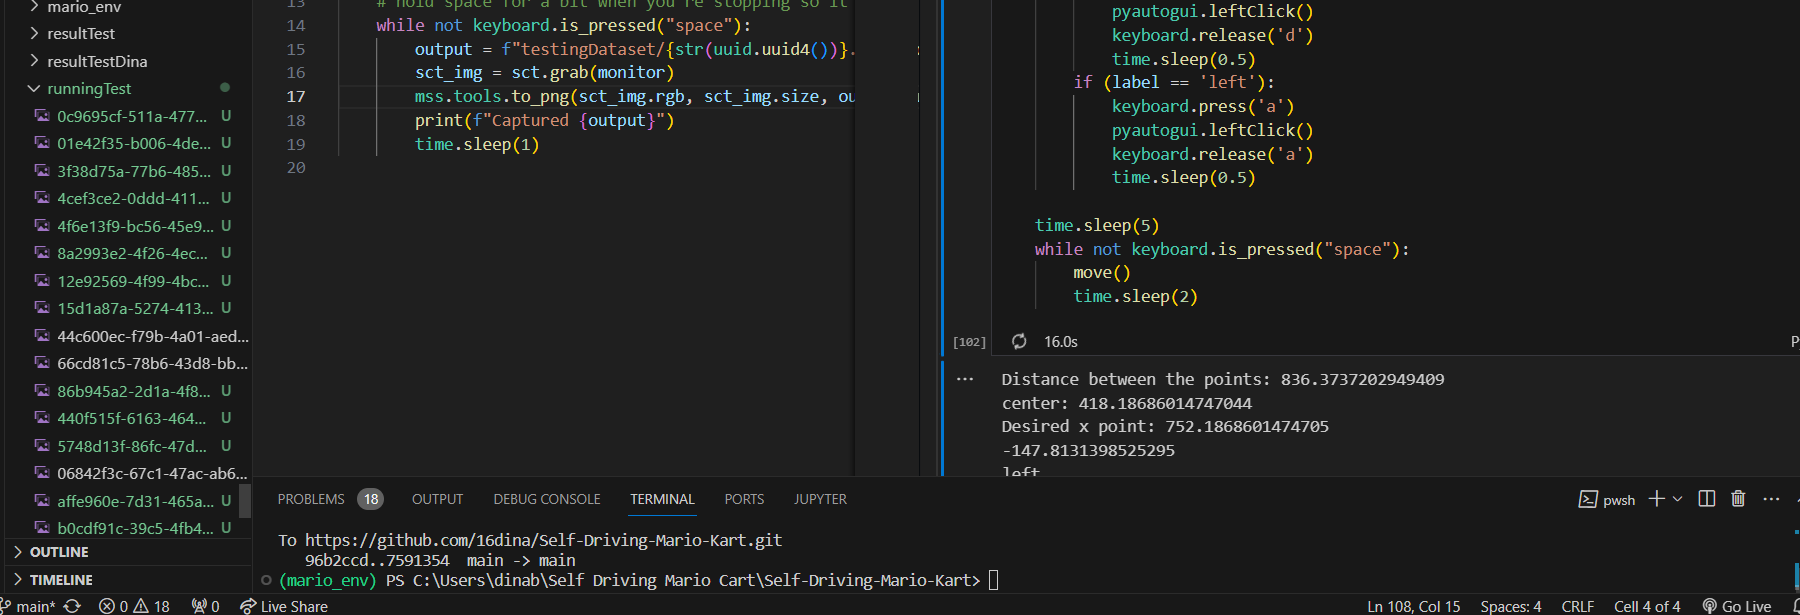 mario_env
resultTest
resultTestDina
runningTest
0c9695cf-511a-477... U
01e42f35-b006-4de... U
3f38d75a-77b6-485... U
4cef3ce2-0ddd-411... U
4f6e13f9-bc56-45e9... U
8a2993e2-4f26-4ec... U
12e92569-4f99-4bc... U
15d1a87a-5274-413... U
44c600ec-f79b-4a01-aed...
66cd81c5-78b6-43d8-bb...
86b945a2-2d1a-4f8... U
440f515f-6163-464... U
5748d13f-86fc-47d... U
06842f3c-67c1-47ac-ab6...
affe960e-7d31-465a... U
b0cdf91c-39c5-4fb4... U
OUTLINE
TIMELINE
13 # hold space for a bit when you're stopping so it
14 while not keyboard.is_pressed("space"):
15 output = f"testingDataset/{str(uuid.uuid4())}.
16 sct_img = sct.grab(monitor)
17 mss.tools.to_png(sct_img.rgb, sct_img.size, ou
18 print(f"Captured {output}")
19 time.sleep(1)
20
pyautogui.leftClick()
keyboard.release('d')
time.sleep(0.5)
if (label == 'left'):
keyboard.press('a')
pyautogui.leftClick()
keyboard.release('a')
time.sleep(0.5)
time.sleep(5)
while not keyboard.is_pressed("space"):
move()
time.sleep(2)
[102] 16.0s P
... Distance between the points: 836.3737202949409
center: 418.18686014747044
Desired x point: 752.1868601474705
-147.8131398525295
left
PROBLEMS 18 OUTPUT DEBUG CONSOLE TERMINAL PORTS JUPYTER pwsh
To https://github.com/16dina/Self-Driving-Mario-Kart.git
96b2ccd..7591354 main -> main
(mario_env) PS C:\Users\dinab\Self Driving Mario Cart\Self-Driving-Mario-Kart>
main* 0 18 0 Live Share Ln 108, Col 15 Spaces: 4 CRLF Cell 4 of 4 Go Live